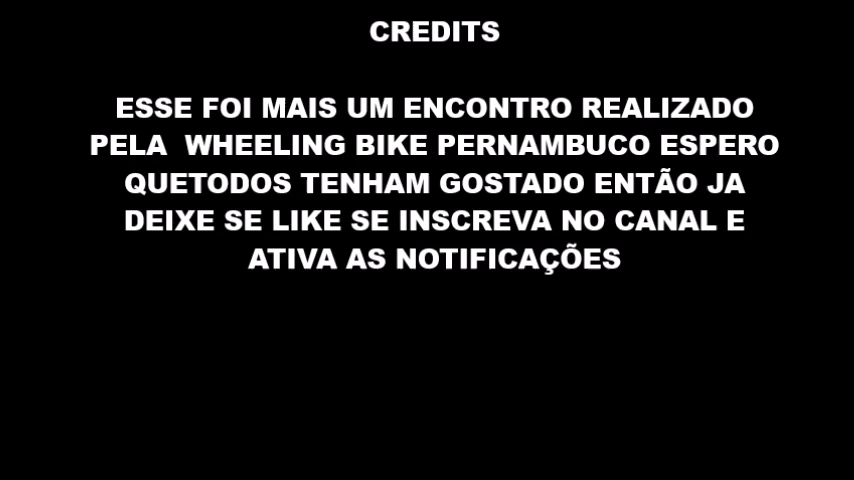 CREDITS
ESSE FOI MAIS UM ENCONTRO REALIZADO
PELA  WHEELING BIKE PERNAMBUCO ESPERO
QUETODOS TENHAM GOSTADO ENTÃO JA
DEIXE SE LIKE SE INSCREVA NO CANAL E
ATIVA AS NOTIFICAÇÕES